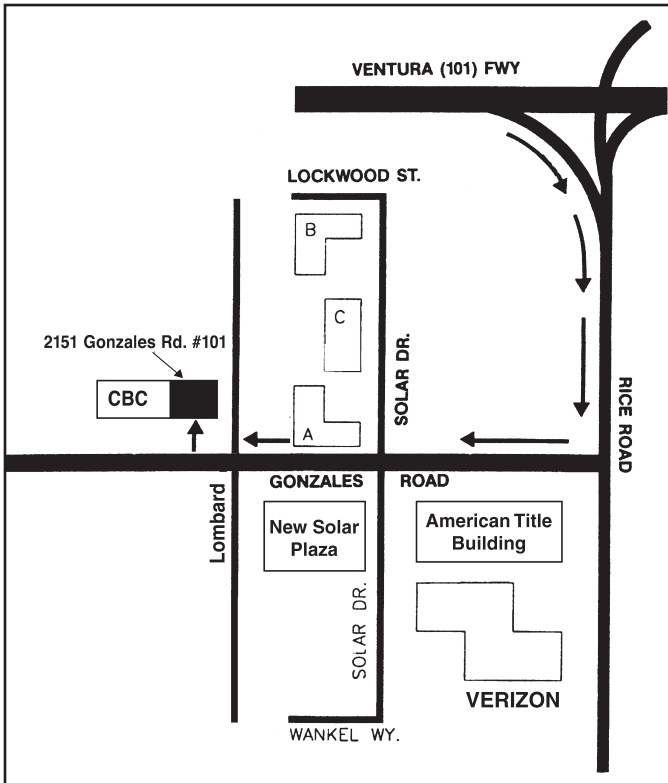 VENTURA (101) FWY
LOCKWOOD ST.
B
C
SOLAR DR.
2151 Gonzales Rd. #101
CBC
A
RICE ROAD
GONZALES ROAD
Lombard
New Solar
Plaza
American Title
Building
SOLAR DR.
VERIZON
WANKEL WY.